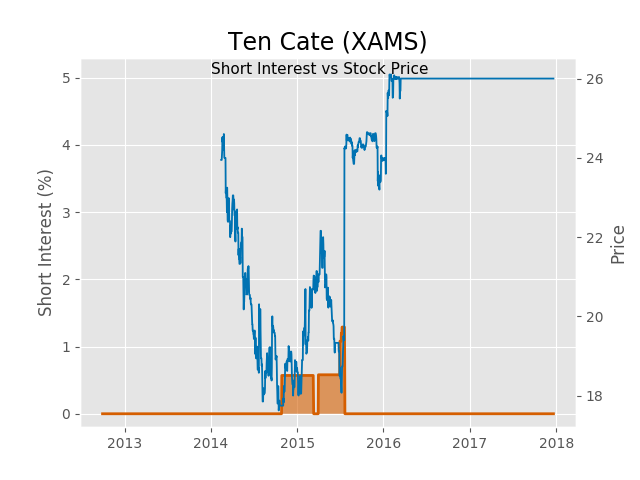 Ten Cate (XAMS)
Short Interest vs Stock Price
Short Interest (%)
5
4
3
2
1
0
26
24
22
20
18
Price
2013 2014 2015 2016 2017 2018